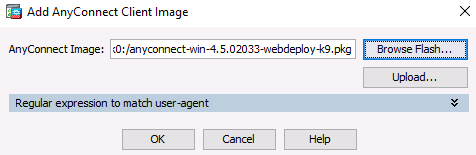 Add AnyConnect Client Image
AnyConnect Image: :0:/anyconnect-win-4.5.02033-webdeploy-k9.pkg Browse Flash...
Upload...
Regular expression to match user-agent
OK Cancel Help